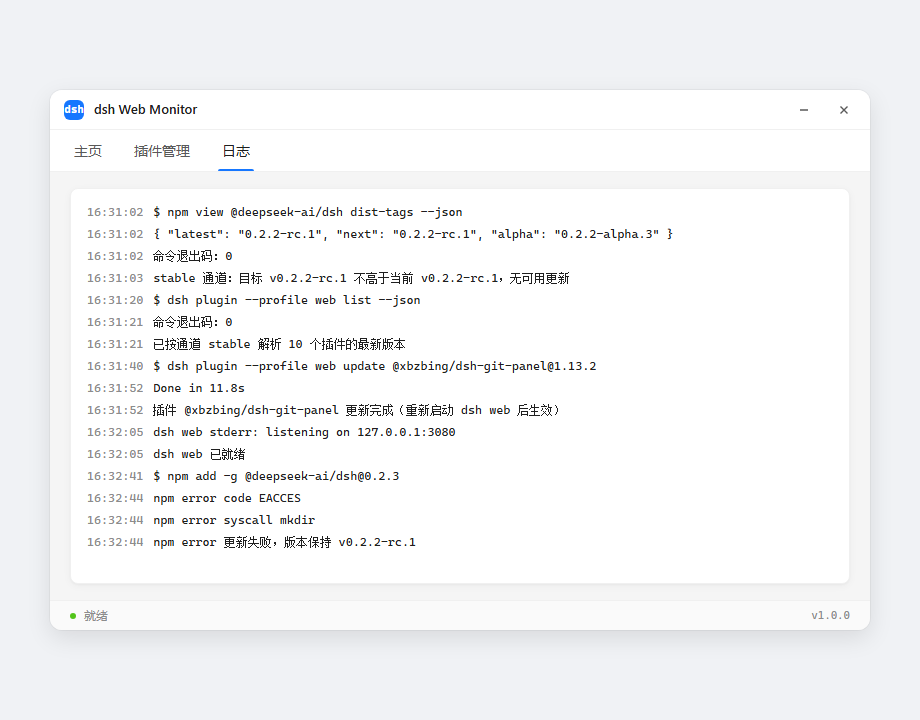 dsh dsh Web Monitor
主页 插件管理 日志
16:31:02 $ npm view @deepseek-ai/dsh dist-tags --json
16:31:02 { "latest": "0.2.2-rc.1", "next": "0.2.2-rc.1", "alpha": "0.2.2-alpha.3" }
16:31:02 命令退出码：0
16:31:03 stable 通道：目标 v0.2.2-rc.1 不高于当前 v0.2.2-rc.1，无可用更新
16:31:20 $ dsh plugin --profile web list --json
16:31:21 命令退出码：0
16:31:21 已按通道 stable 解析 10 个插件的最新版本
16:31:40 $ dsh plugin --profile web update @xbzbing/dsh-git-panel@1.13.2
16:31:52 Done in 11.8s
16:31:52 插件 @xbzbing/dsh-git-panel 更新完成（重新启动 dsh web 后生效）
16:32:05 dsh web stderr: listening on 127.0.0.1:3080
16:32:05 dsh web 已就绪
16:32:41 $ npm add -g @deepseek-ai/dsh@0.2.3
16:32:44 npm error code EACCES
16:32:44 npm error syscall mkdir
16:32:44 npm error 更新失败，版本保持 v0.2.2-rc.1
就绪 v1.0.0